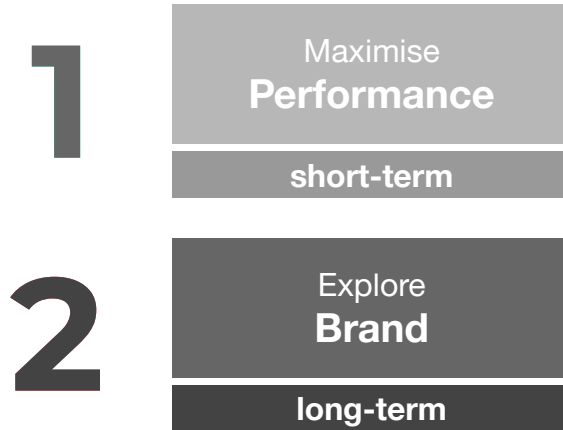 1
Maximise
Performance
short-term
2
Explore
Brand
long-term